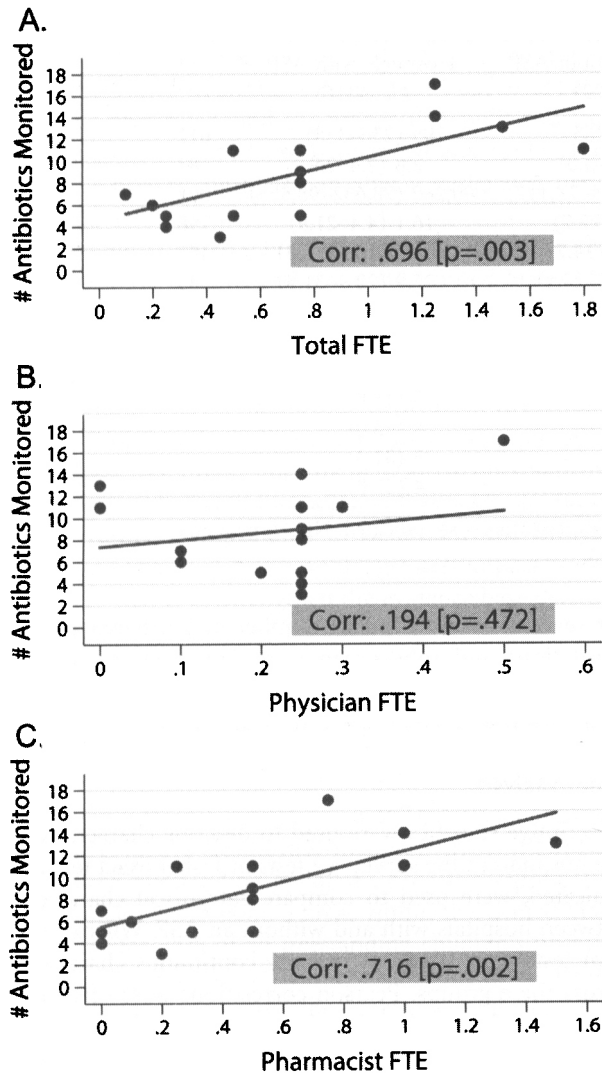 A.
# Antibiotics Monitored
18
16
14
12
10
8
6
4
2
0
Corr: .696 [p=.003]
0 .2 .4 .6 .8 1 1.2 1.4 1.6 1.8
Total FTE
B.
# Antibiotics Monitored
18
16
14
12
10
8
6
4
2
0
Corr: .194 [p=.472]
0 .1 .2 .3 .4 .5 .6
Physician FTE
C.
# Antibiotics Monitored
18
16
14
12
10
8
6
4
2
0
Corr: .716 [p=.002]
0 .2 .4 .6 .8 1 1.2 1.4 1.6
Pharmacist FTE